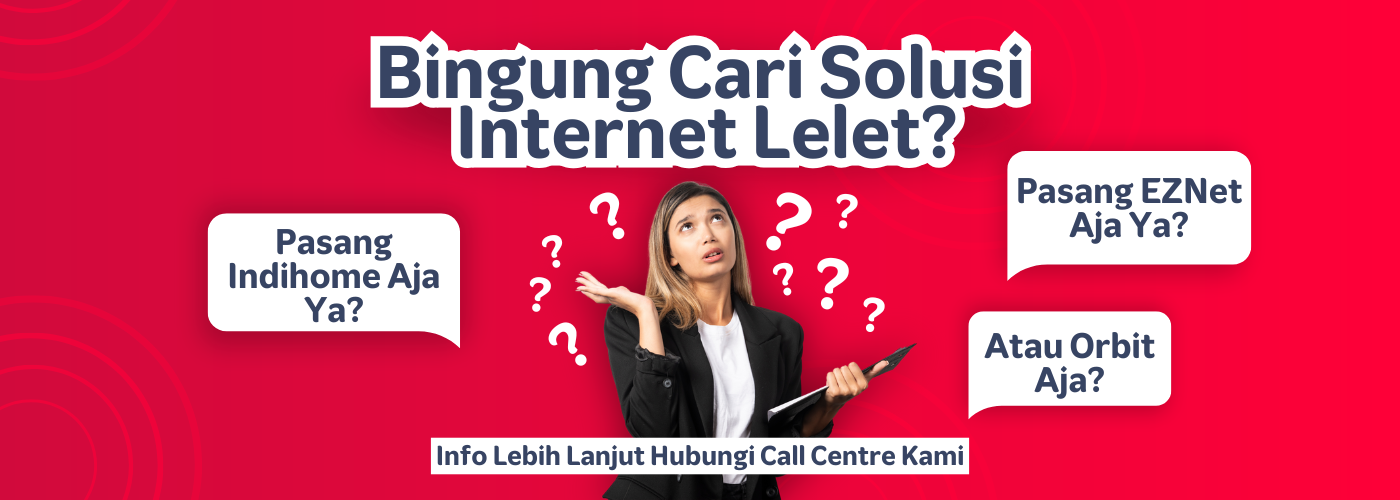 Bingung Cari Solusi
Internet Lelet?
Pasang
Indihome Aja
Ya?
Pasang EZNet
Aja Ya?
Atau Orbit
Aja?
Info Lebih Lanjut Hubungi Call Centre Kami